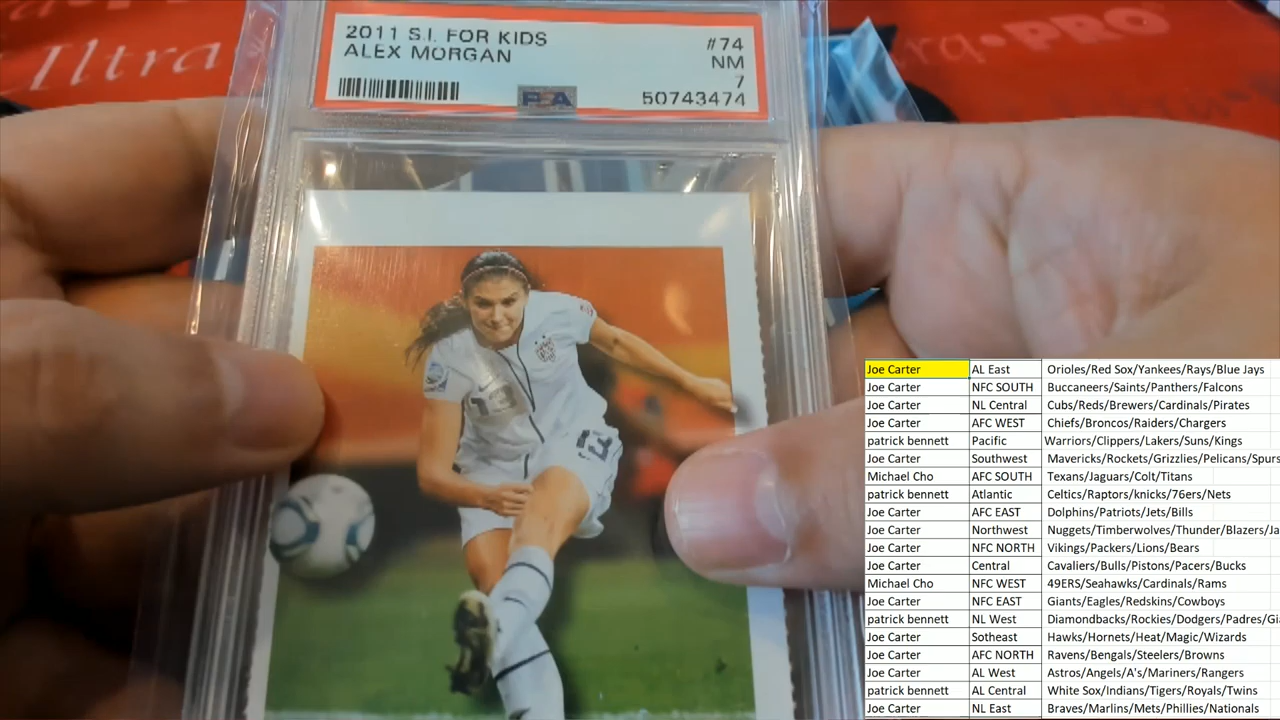 Ultra
ra•PRO
2011 S.I. FOR KIDS #74
ALEX MORGAN NM
7
PSA 50743474
13
Joe Carter AL East Orioles/Red Sox/Yankees/Rays/Blue Jays
Joe Carter NFC SOUTH Buccaneers/Saints/Panthers/Falcons
Joe Carter NL Central Cubs/Reds/Brewers/Cardinals/Pirates
Joe Carter AFC WEST Chiefs/Broncos/Raiders/Chargers
patrick bennett Pacific Warriors/Clippers/Lakers/Suns/Kings
Joe Carter Southwest Mavericks/Rockets/Grizzlies/Pelicans/Spurs
Michael Cho AFC SOUTH Texans/Jaguars/Colt/Titans
patrick bennett Atlantic Celtics/Raptors/knicks/76ers/Nets
Joe Carter AFC EAST Dolphins/Patriots/Jets/Bills
Joe Carter Northwest Nuggets/Timberwolves/Thunder/Blazers/Ja
Joe Carter NFC NORTH Vikings/Packers/Lions/Bears
Joe Carter Central Cavaliers/Bulls/Pistons/Pacers/Bucks
Michael Cho NFC WEST 49ERS/Seahawks/Cardinals/Rams
Joe Carter NFC EAST Giants/Eagles/Redskins/Cowboys
patrick bennett NL West Diamondbacks/Rockies/Dodgers/Padres/Gia
Joe Carter Sotheast Hawks/Hornets/Heat/Magic/Wizards
Joe Carter AFC NORTH Ravens/Bengals/Steelers/Browns
Joe Carter AL West Astros/Angels/A's/Mariners/Rangers
patrick bennett AL Central White Sox/Indians/Tigers/Royals/Twins
Joe Carter NL East Braves/Marlins/Mets/Phillies/Nationals